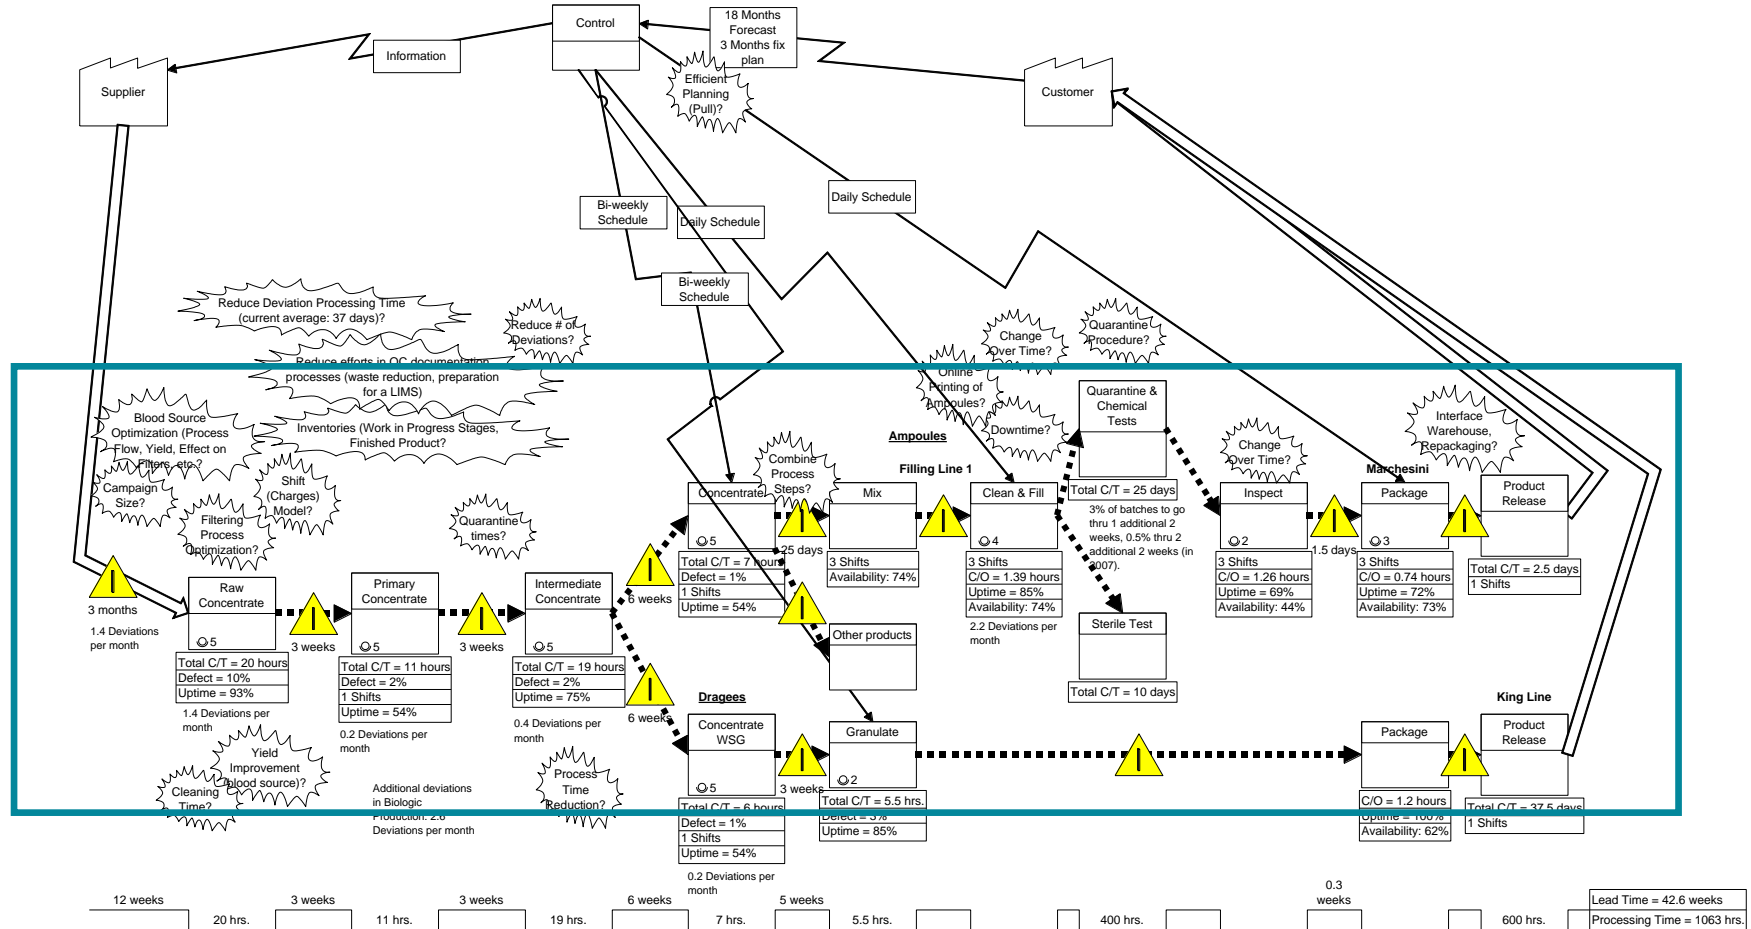 Control
18 Months
Forecast
3 Months fix
plan
Information
Supplier
Efficient
Planning
(Pull)?
Customer
Bi-weekly
Schedule
Daily Schedule
Daily Schedule
Bi-weekly
Schedule
Reduce Deviation Processing Time
(current average: 37 days)?
Reduce # of
Deviations?
Reduce efforts in QC documentation
processes (waste reduction, preparation
for a LIMS)
Change
Over Time?
Quarantine
Procedure?
Online
Printing of
Ampoules?
Downtime?
Blood Source
Optimization (Process
Flow, Yield, Effect on
Filters, etc.?
Inventories (Work in Progress Stages,
Finished Product?
Campaign
Size?
Shift
(Charges)
Model?
Filtering
Process
Optimization?
Quarantine
times?
Combine
Process
Steps?
Ampoules
Filling Line 1
Quarantine &
Chemical
Tests
Total C/T = 25 days
3% of batches to go
thru 1 additional 2
weeks, 0.5% thru 2
additional 2 weeks (in
2007).
Change
Over Time?
Interface
Warehouse,
Repackaging?
Marchesini
3 months
1.4 Deviations
per month
Raw
Concentrate
5
Total C/T = 20 hours
Defect = 10%
Uptime = 93%
1.4 Deviations per
month
3 weeks
Primary
Concentrate
5
Total C/T = 11 hours
Defect = 2%
1 Shifts
Uptime = 54%
0.2 Deviations per
month
3 weeks
Intermediate
Concentrate
5
Total C/T = 19 hours
Defect = 2%
Uptime = 75%
0.4 Deviations per
month
6 weeks
6 weeks
Concentrate
5
Total C/T = 7 hours
Defect = 1%
1 Shifts
Uptime = 54%
25 days
Mix
3 Shifts
Availability: 74%
Clean & Fill
4
3 Shifts
C/O = 1.39 hours
Uptime = 85%
Availability: 74%
2.2 Deviations per
month
Other products
Sterile Test
Total C/T = 10 days
Inspect
2
3 Shifts
C/O = 1.26 hours
Uptime = 69%
Availability: 44%
1.5 days
Package
3
3 Shifts
C/O = 0.74 hours
Uptime = 72%
Availability: 73%
Product
Release
Total C/T = 2.5 days
1 Shifts
Dragees
Concentrate
WSG
5
Total C/T = 6 hours
Defect = 1%
1 Shifts
Uptime = 54%
0.2 Deviations per
month
3 weeks
Granulate
2
Total C/T = 5.5 hrs.
Defect = 3%
Uptime = 85%
King Line
Package
C/O = 1.2 hours
Uptime = 100%
Availability: 62%
Product
Release
Total C/T = 37.5 days
1 Shifts
Yield
Improvement
(blood source)?
Cleaning
Time?
Additional deviations
in Biologic
Production: 2.6
Deviations per month
Process
Time
Reduction?
12 weeks
20 hrs.
3 weeks
11 hrs.
3 weeks
19 hrs.
6 weeks
7 hrs.
5 weeks
5.5 hrs.
400 hrs.
0.3
weeks
600 hrs.
Lead Time = 42.6 weeks
Processing Time = 1063 hrs.